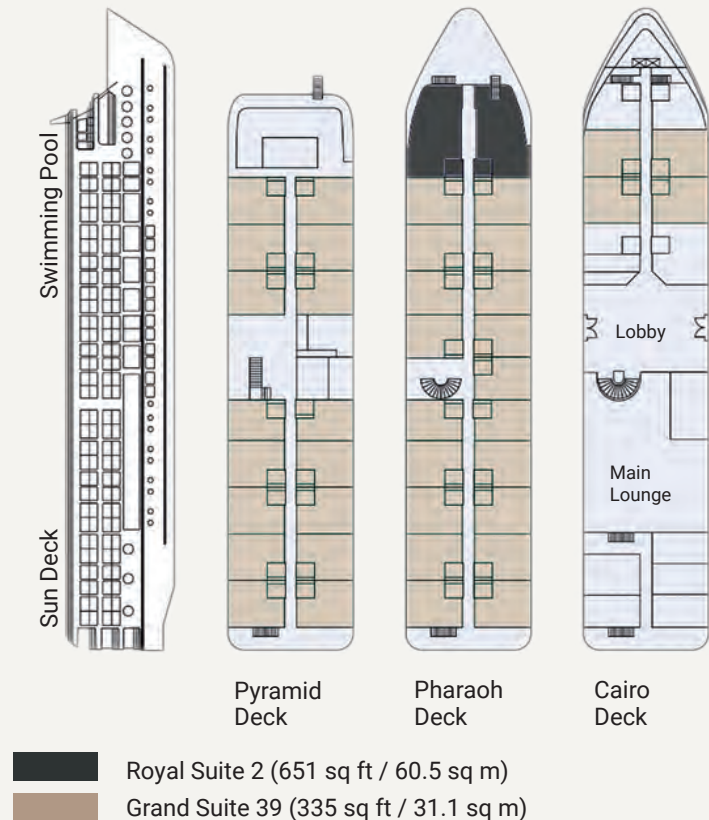 Swimming Pool
Sun Deck
Lobby
Main
Lounge
Pyramid
Deck
Pharaoh
Deck
Cairo
Deck
Royal Suite 2 (651 sq ft / 60.5 sq m)
Grand Suite 39 (335 sq ft / 31.1 sq m)